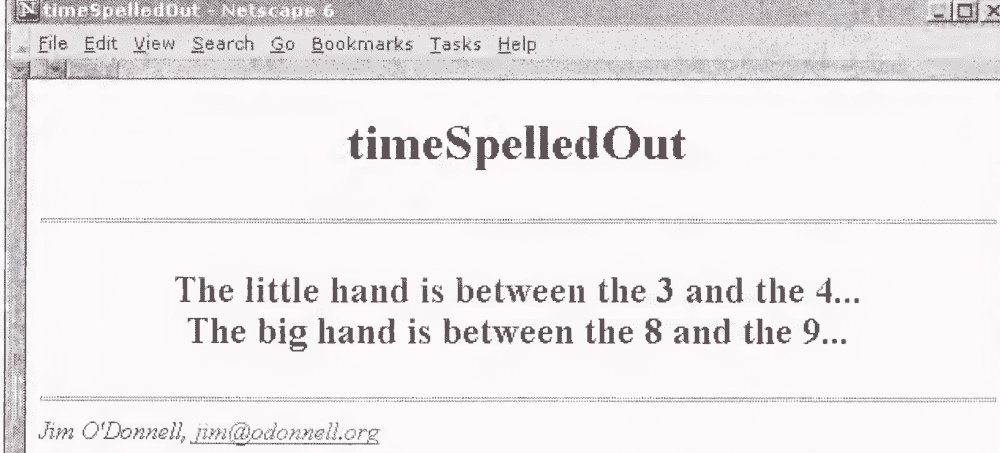 timeSpelledOut - Netscape 6
File Edit View Search Go Bookmarks Tasks Help
timeSpelledOut
The little hand is between the 3 and the 4...
The big hand is between the 8 and the 9...
Jim O'Donnell, jim@odonnell.org